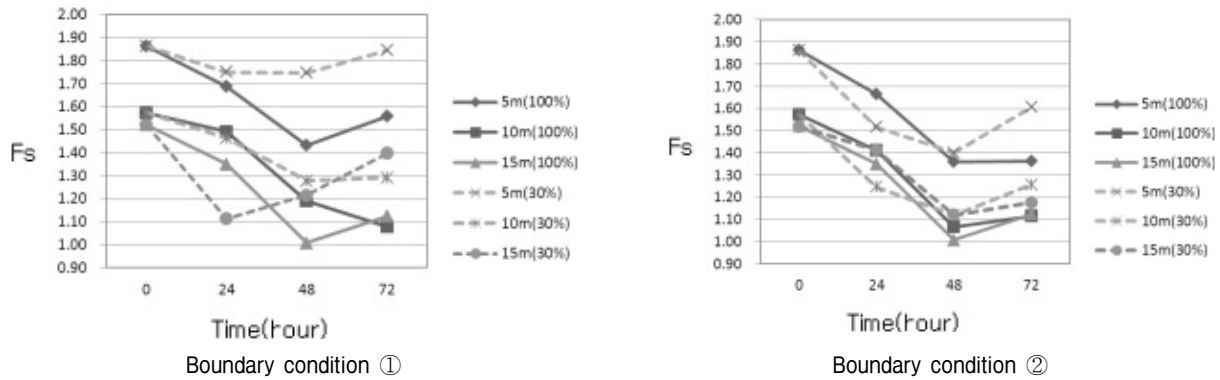 2.00
1.90
1.80
1.70
1.60
1.50
1.40
1.30
1.20
1.10
1.00
0.90
Fs
0
24
48
72
Time(hour)
5m(100%)
10m(100%)
15m(100%)
5m(30%)
10m(30%)
15m(30%)
Boundary condition ①
2.00
1.90
1.80
1.70
1.60
1.50
1.40
1.30
1.20
1.10
1.00
0.90
Fs
0
24
48
72
Time(hour)
5m(100%)
10m(100%)
15m(100%)
5m(30%)
10m(30%)
15m(30%)
Boundary condition ②